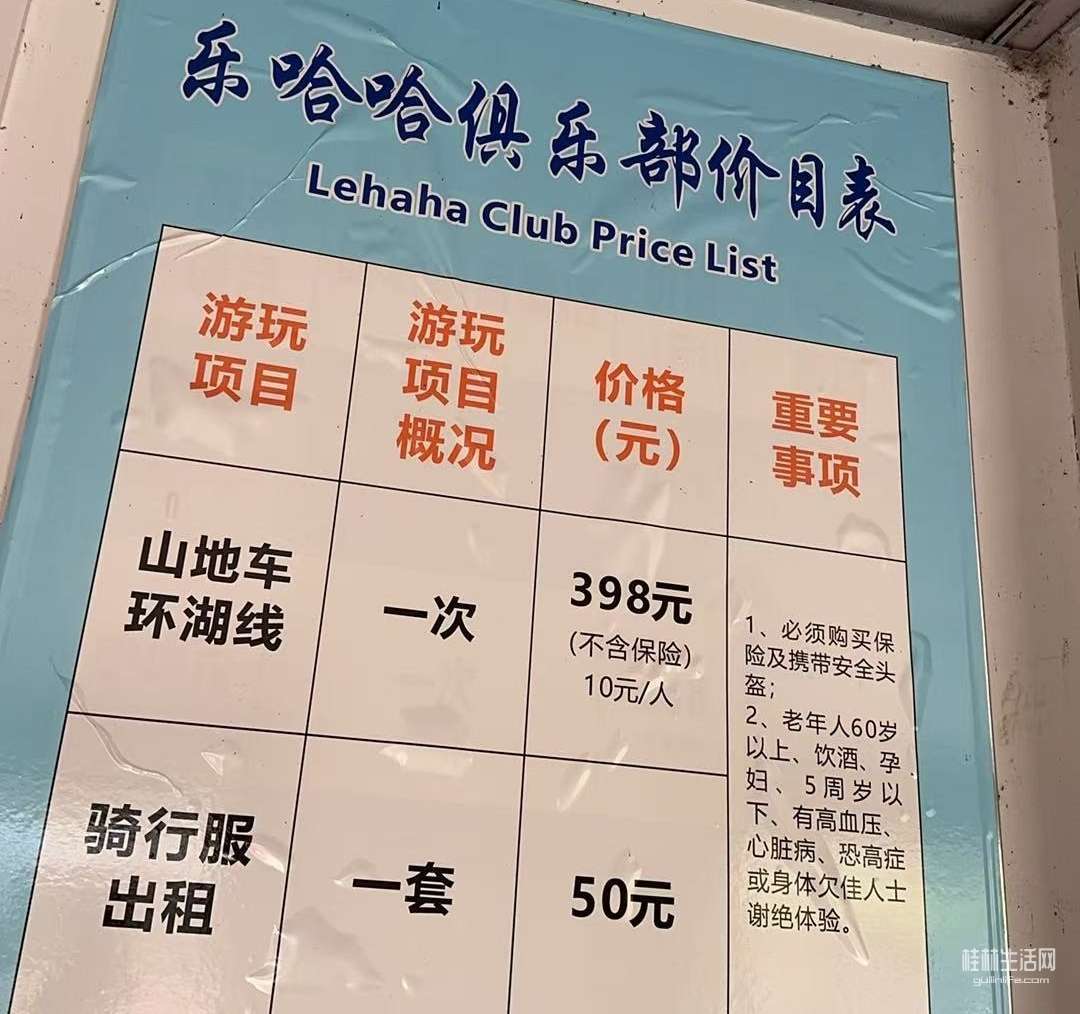 乐哈哈俱乐部价目表
Lehaha Club Price List
游玩
项目
游玩
项目
概况
价格
（元）
重要
事项
山地车
环湖线
一次
398元
(不含保险)
10元/人
1、必须购买保
险及携带安全头
盔；
2、老年人60岁
以上、饮酒、孕
妇、5周岁以
下、有高血压、
心脏病、恐高症
或身体欠佳人士
谢绝体验。
骑行服
出租
一套
50元
桂林生活网
guilinlife.com